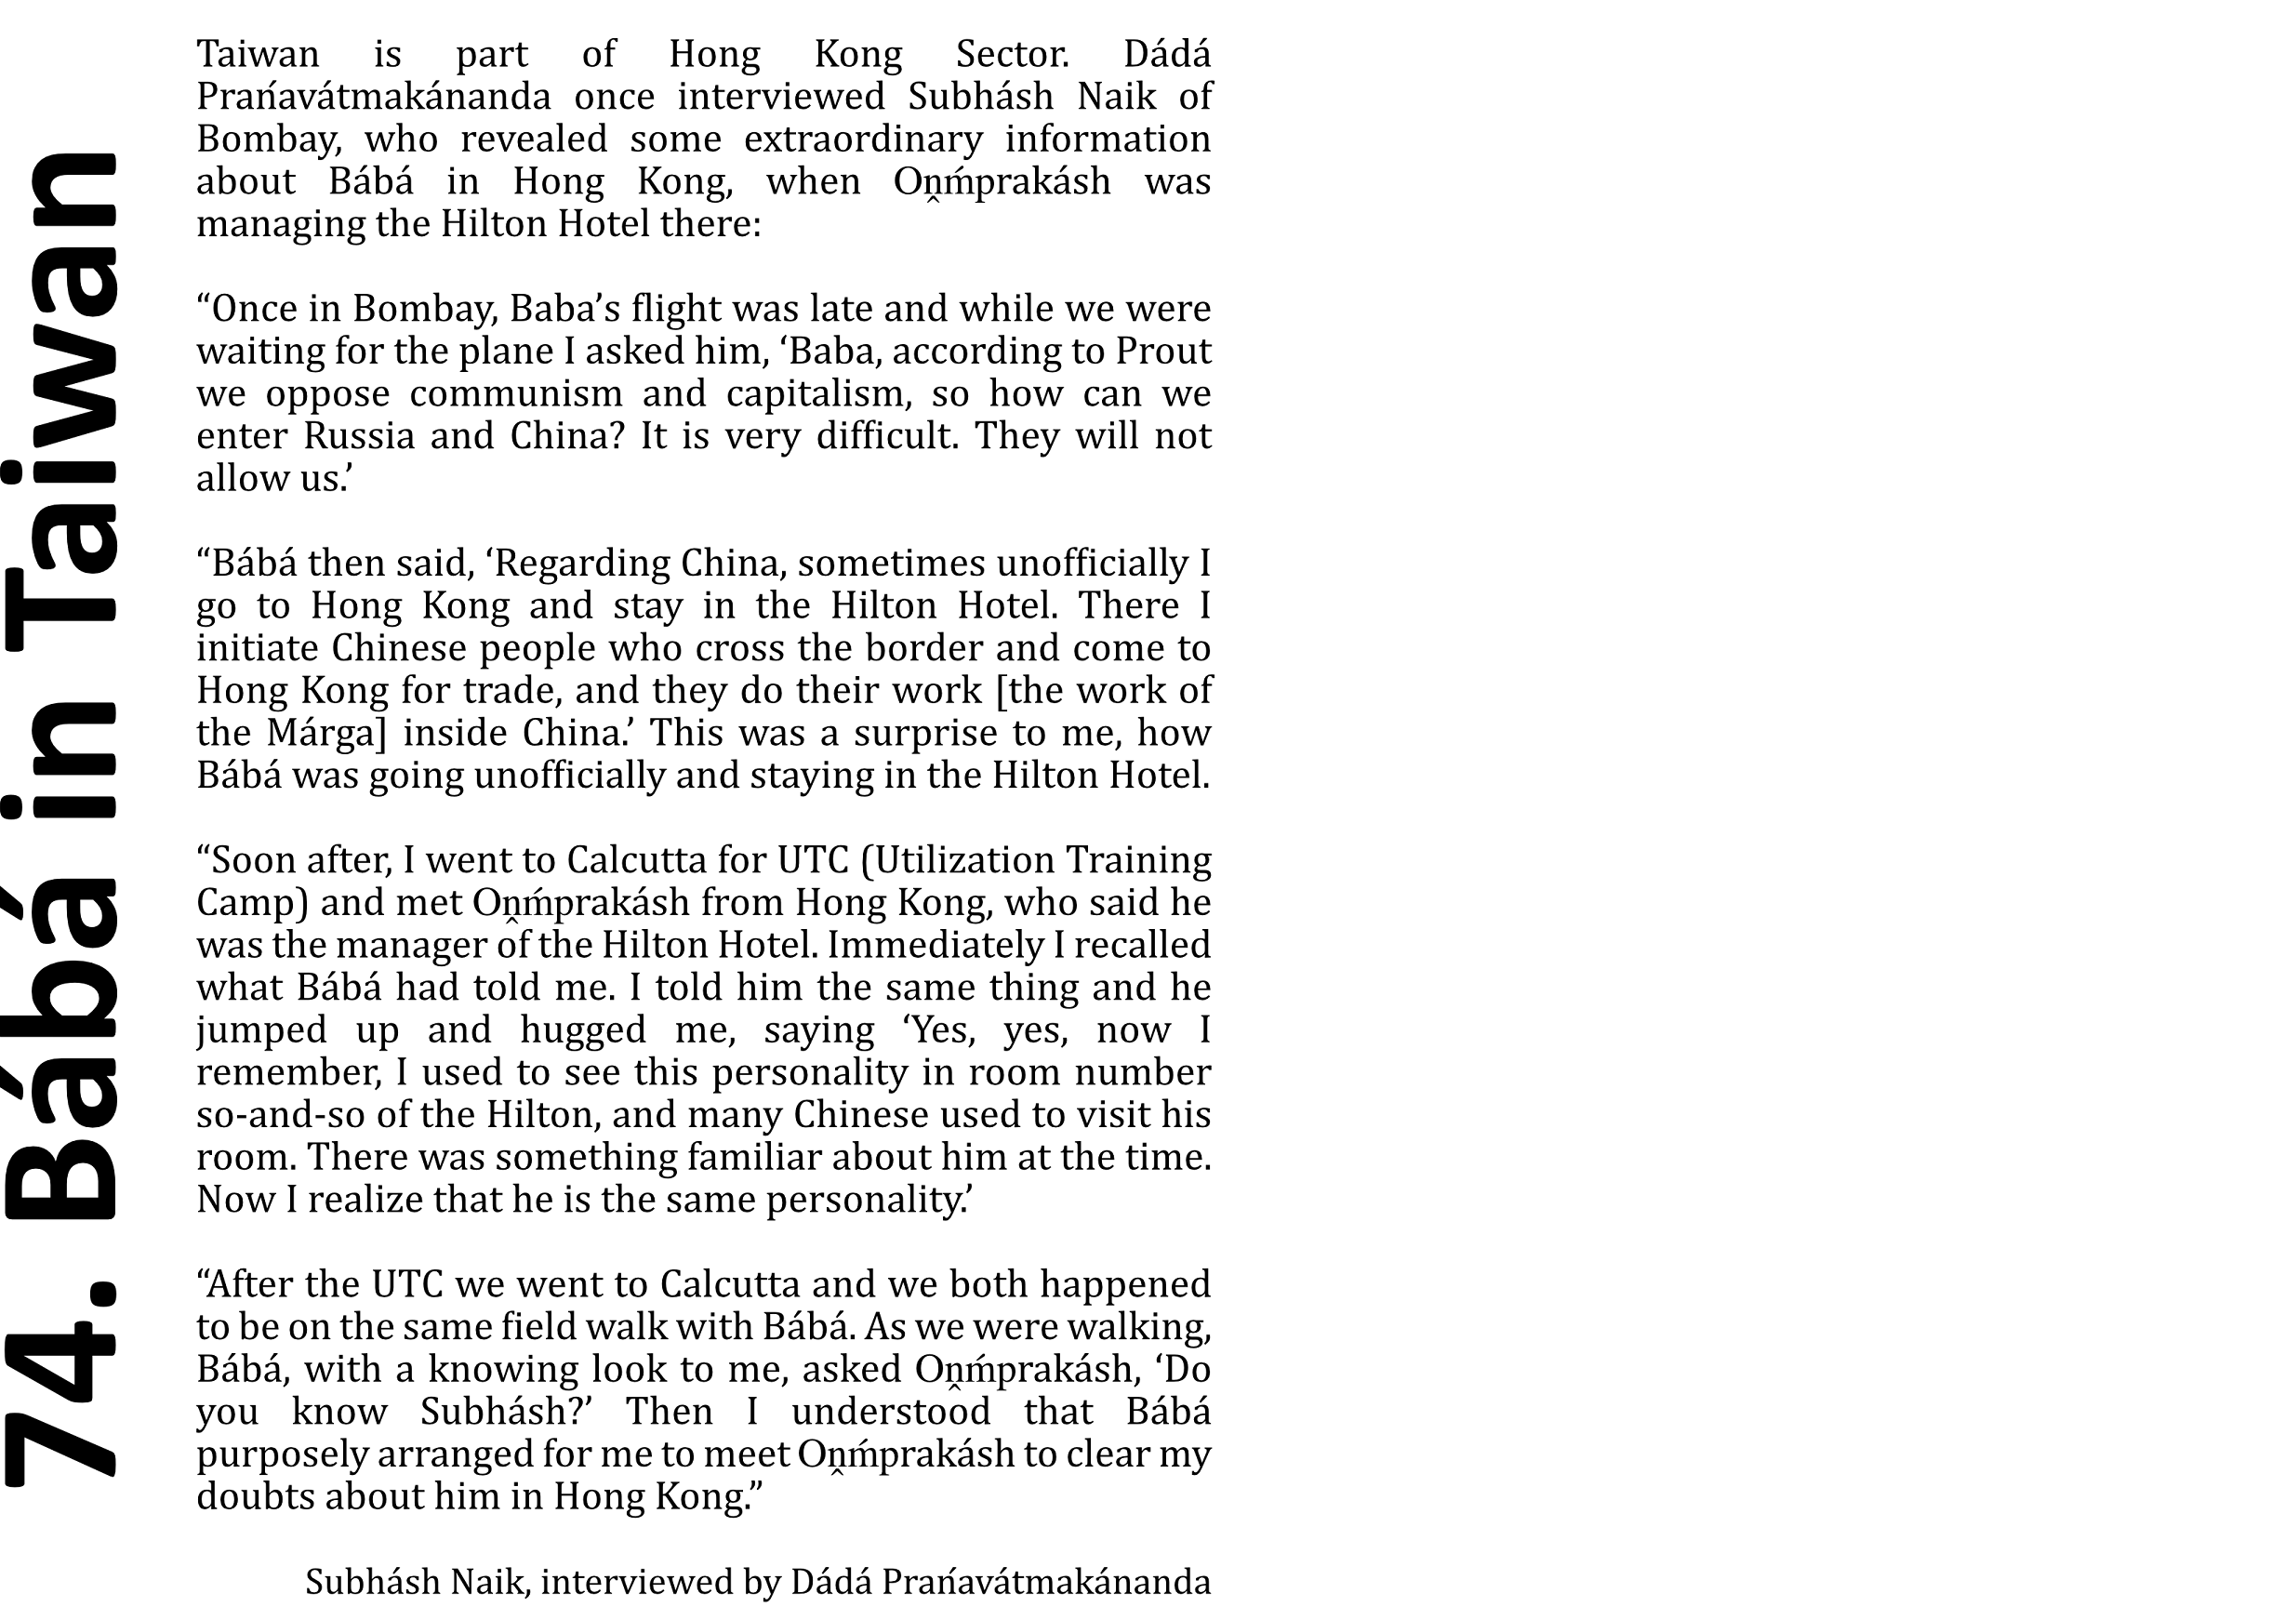 74. Bábá in Taiwan
Taiwan is part of Hong Kong Sector. Dádá
Prańavátmakánanda once interviewed Subhásh Naik of
Bombay, who revealed some extraordinary information
about Bábá in Hong Kong, when Oṋḿprakásh was
managing the Hilton Hotel there:
“Once in Bombay, Baba’s flight was late and while we were
waiting for the plane I asked him, ‘Baba, according to Prout
we oppose communism and capitalism, so how can we
enter Russia and China? It is very difficult. They will not
allow us.’
“Bábá then said, ‘Regarding China, sometimes unofficially I
go to Hong Kong and stay in the Hilton Hotel. There I
initiate Chinese people who cross the border and come to
Hong Kong for trade, and they do their work [the work of
the Márga] inside China.’ This was a surprise to me, how
Bábá was going unofficially and staying in the Hilton Hotel.
“Soon after, I went to Calcutta for UTC (Utilization Training
Camp) and met Oṋḿprakásh from Hong Kong, who said he
was the manager of the Hilton Hotel. Immediately I recalled
what Bábá had told me. I told him the same thing and he
jumped up and hugged me, saying ‘Yes, yes, now I
remember, I used to see this personality in room number
so-and-so of the Hilton, and many Chinese used to visit his
room. There was something familiar about him at the time.
Now I realize that he is the same personality.’
“After the UTC we went to Calcutta and we both happened
to be on the same field walk with Bábá. As we were walking,
Bábá, with a knowing look to me, asked Oṋḿprakásh, ‘Do
you know Subhásh?’ Then I understood that Bábá
purposely arranged for me to meet Oṋḿprakásh to clear my
doubts about him in Hong Kong.”
Subhásh Naik, interviewed by Dádá Prańavátmakánanda